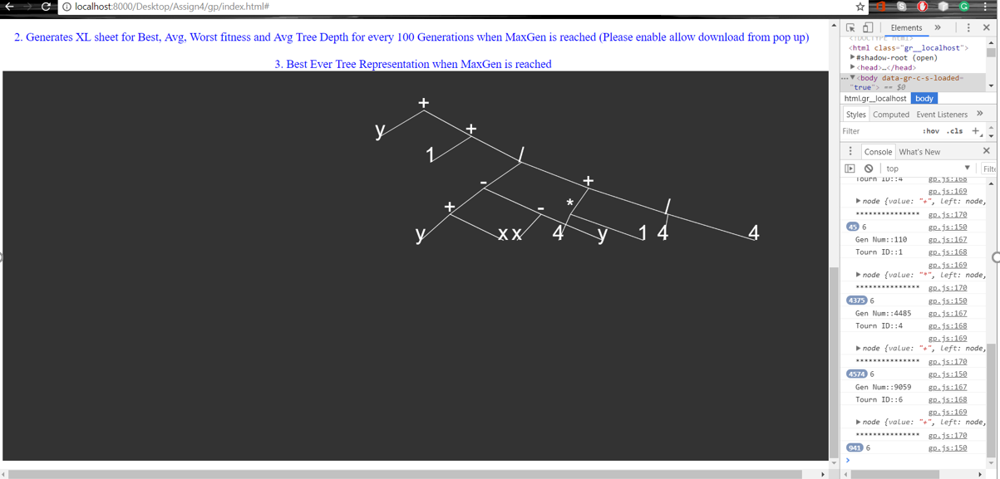 localhost:8000/Desktop/Assign4/gp/index.html#
2. Generates XL sheet for Best, Avg, Worst fitness and Avg Tree Depth for every 100 Generations when MaxGen is reached (Please enable allow download from pop up)
3. Best Ever Tree Representation when MaxGen is reached
+
y +
1 /
- +
+ - * /
y x x 4 y 1 4 4
Elements »
<html class="gr__localhost">
▶#shadow-root (open)
▶<head>…</head>
…▼<body data-gr-c-s-loaded=
"true"> == $0
html.gr__localhost body
Styles Computed Event Listeners »
Filter :hov .cls +
Console What's New
top ▼
Tourn ID::4 gp.js:168
gp.js:169
▶node {value: "+", left: node,
*************** gp.js:170
45 6 gp.js:150
Gen Num::110 gp.js:167
Tourn ID::1 gp.js:168
gp.js:169
▶node {value: "*", left: node,
*************** gp.js:170
4375 6 gp.js:150
Gen Num::4485 gp.js:167
Tourn ID::4 gp.js:168
gp.js:169
▶node {value: "+", left: node,
*************** gp.js:170
4574 6 gp.js:150
Gen Num::9059 gp.js:167
Tourn ID::6 gp.js:168
gp.js:169
▶node {value: "+", left: node,
*************** gp.js:170
941 6 gp.js:150
>